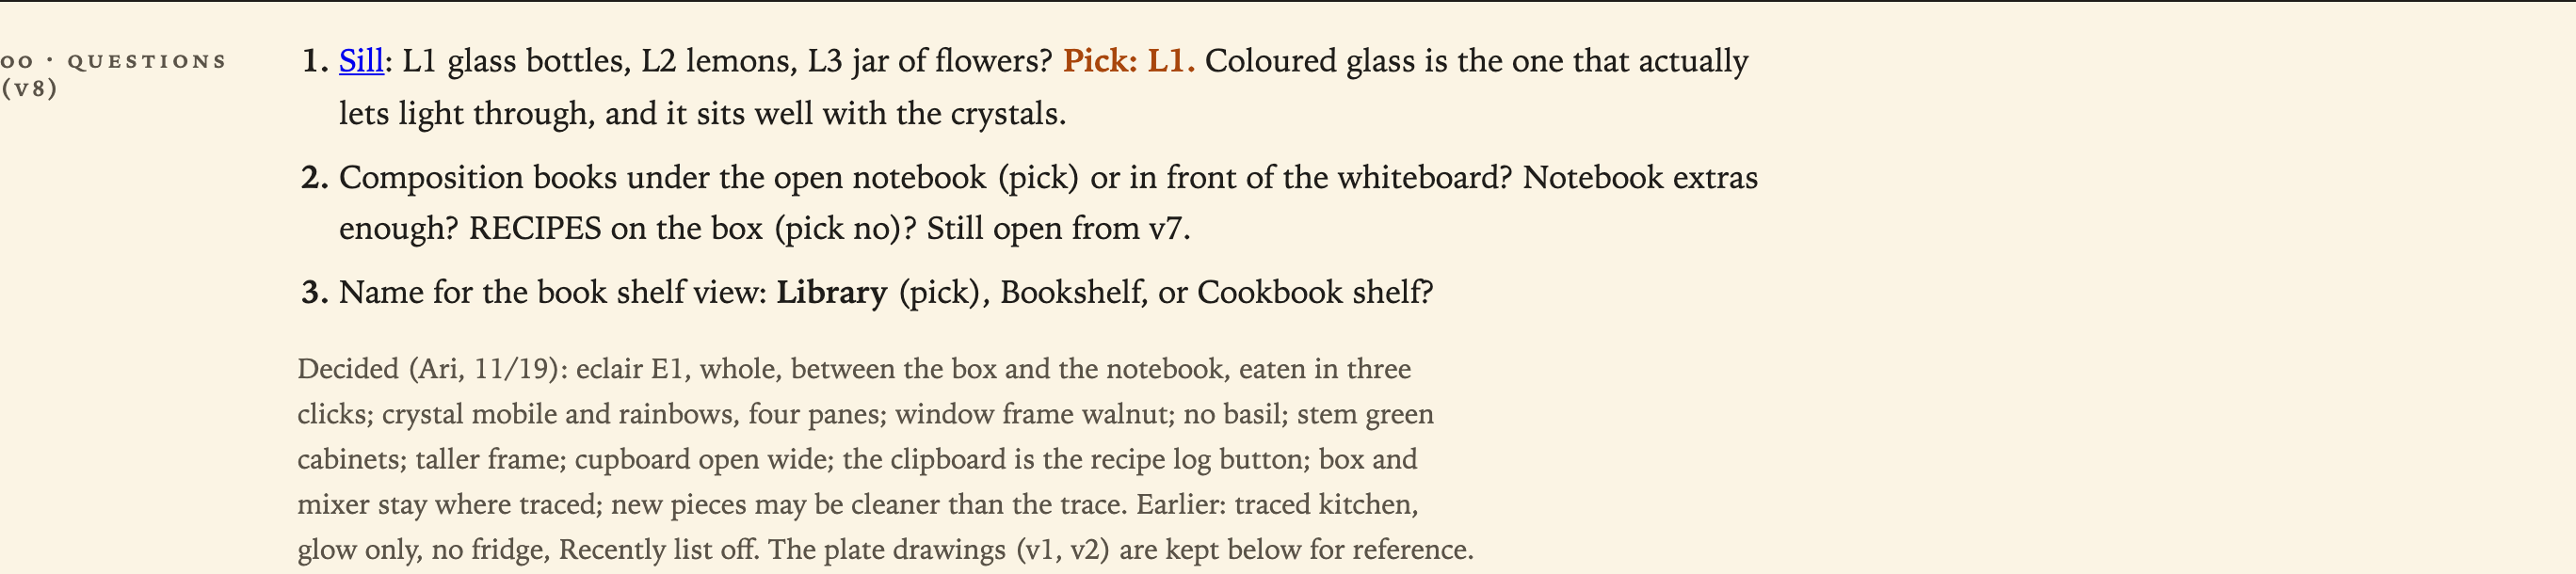 00 · QUESTIONS
(v8)
1. Sill: L1 glass bottles, L2 lemons, L3 jar of flowers? Pick: L1. Coloured glass is the one that actually
lets light through, and it sits well with the crystals.
2. Composition books under the open notebook (pick) or in front of the whiteboard? Notebook extras
enough? RECIPES on the box (pick no)? Still open from v7.
3. Name for the book shelf view: Library (pick), Bookshelf, or Cookbook shelf?
Decided (Ari, 11/19): eclair E1, whole, between the box and the notebook, eaten in three
clicks; crystal mobile and rainbows, four panes; window frame walnut; no basil; stem green
cabinets; taller frame; cupboard open wide; the clipboard is the recipe log button; box and
mixer stay where traced; new pieces may be cleaner than the trace. Earlier: traced kitchen,
glow only, no fridge, Recently list off. The plate drawings (v1, v2) are kept below for reference.